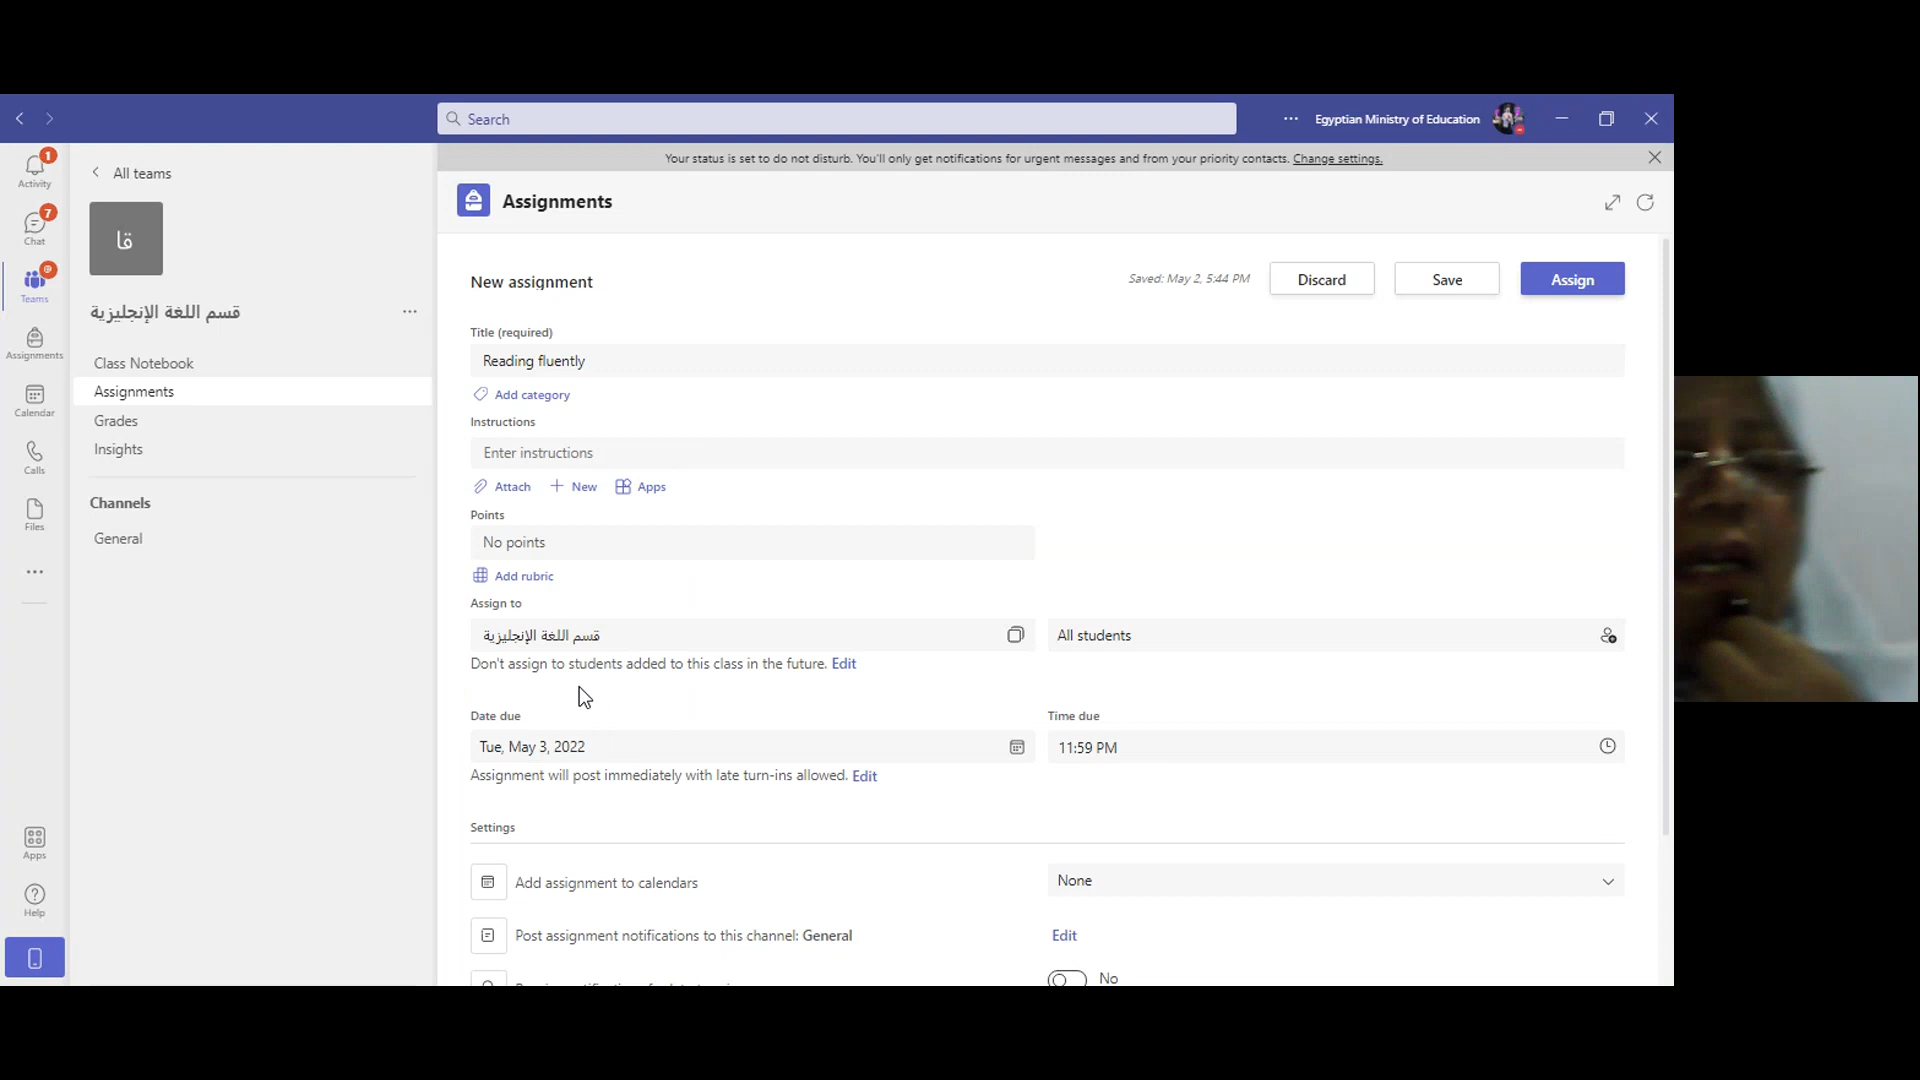 Search
Egyptian Ministry of Education
Your status is set to do not disturb. You'll only get notifications for urgent messages and from your priority contacts. Change settings.
1
Activity
7
Chat
@
Teams
Assignments
Calendar
Calls
Files
Apps
Help
All teams
قا
قسم اللغة الإنجليزية
Class Notebook
Assignments
Grades
Insights
Channels
General
Assignments
New assignment
Saved: May 2, 5:44 PM
Discard
Save
Assign
Title (required)
Reading fluently
Add category
Instructions
Enter instructions
Attach
New
Apps
Points
No points
Add rubric
Assign to
قسم اللغة الإنجليزية
All students
Don't assign to students added to this class in the future. Edit
Date due
Time due
Tue, May 3, 2022
11:59 PM
Assignment will post immediately with late turn-ins allowed. Edit
Settings
Add assignment to calendars
None
Post assignment notifications to this channel: General
Edit
No